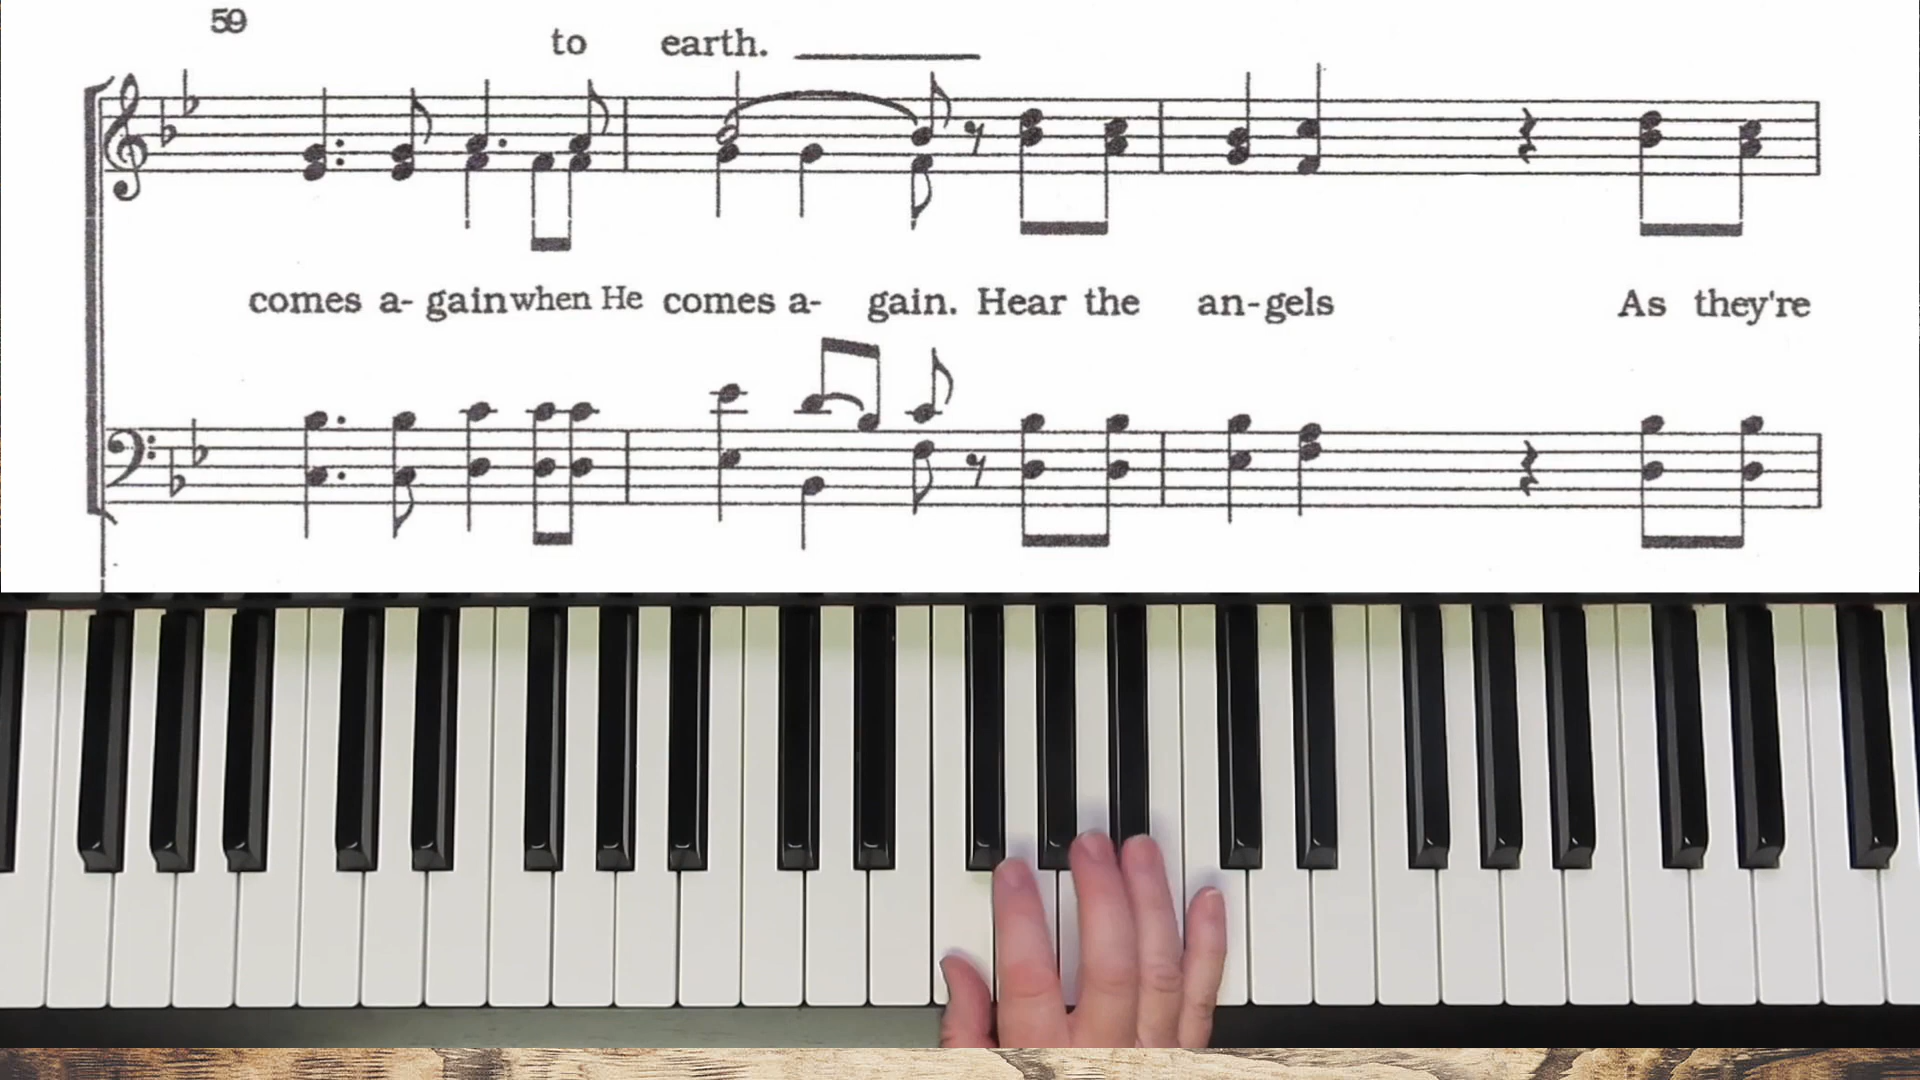 59
to earth.
comes a- gain when He comes a- gain. Hear the an-gels As they're